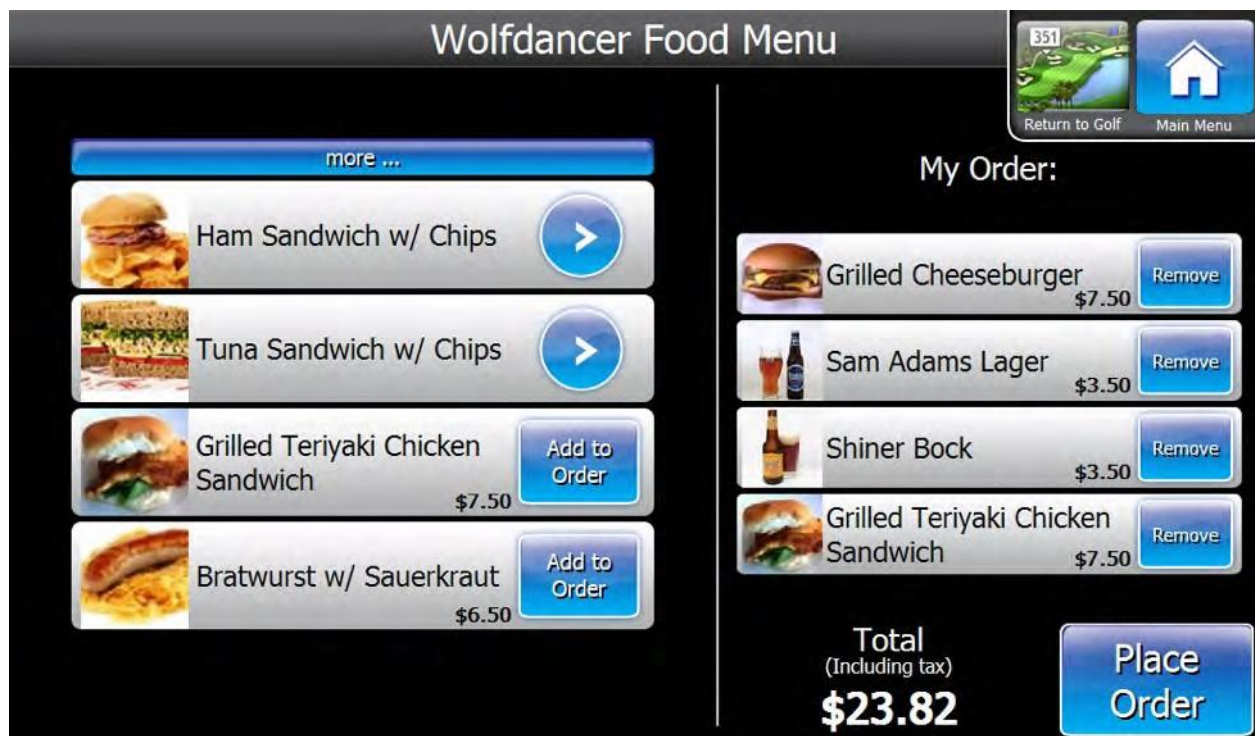 Wolfdancer Food Menu
351
Return to Golf
Main Menu
more ...
Ham Sandwich w/ Chips
>
Tuna Sandwich w/ Chips
>
Grilled Teriyaki Chicken
Sandwich
$7.50
Add to
Order
Bratwurst w/ Sauerkraut
$6.50
Add to
Order
My Order:
Grilled Cheeseburger
$7.50
Remove
Sam Adams Lager
$3.50
Remove
Shiner Bock
$3.50
Remove
Grilled Teriyaki Chicken
Sandwich
$7.50
Remove
Total
(Including tax)
$23.82
Place
Order